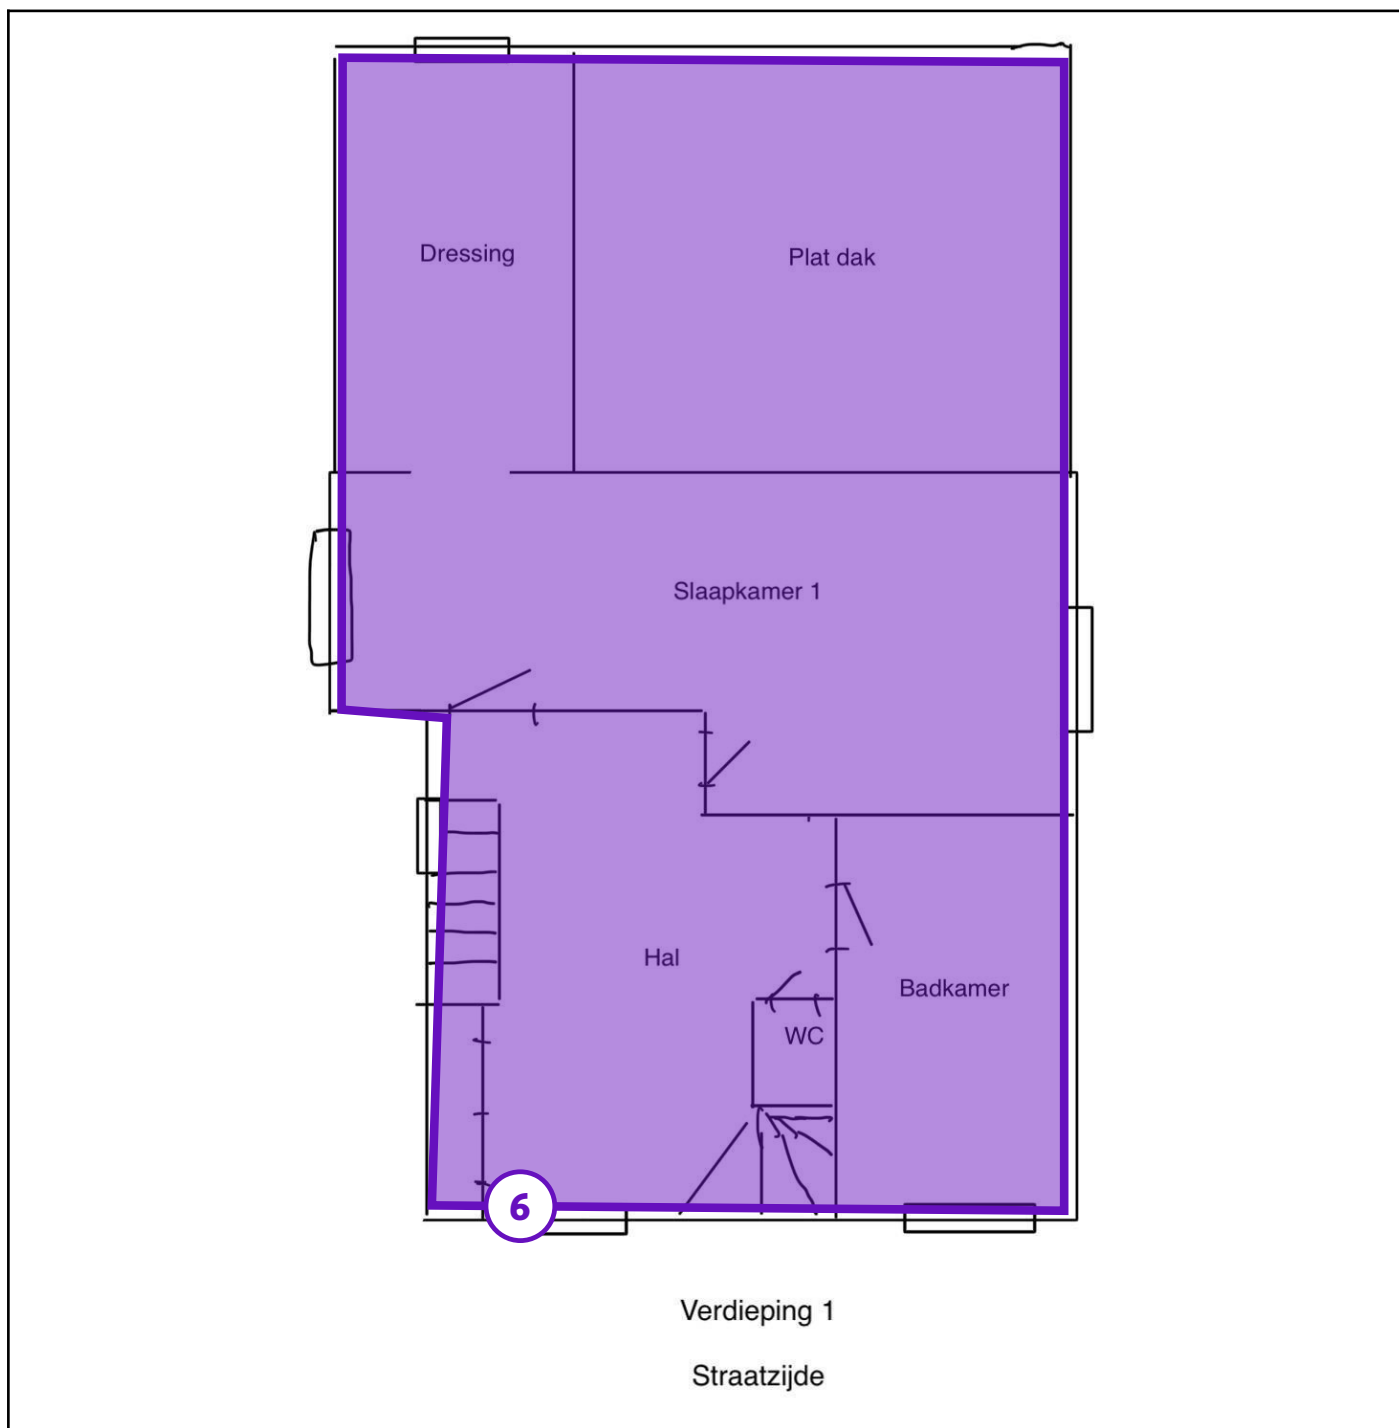 Dressing
Plat dak
Slaapkamer 1
Hal
Badkamer
WC
6
Verdieping 1
Straatzijde